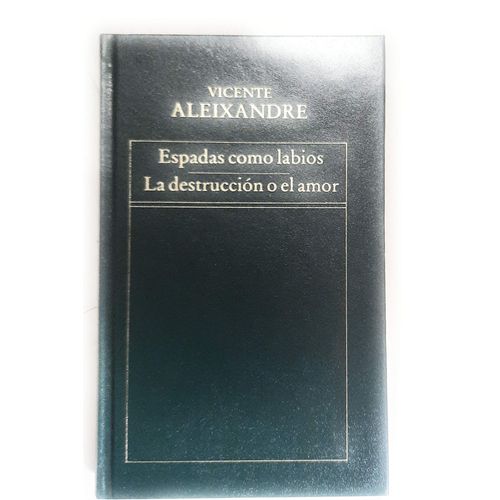 VICENTE
ALEIXANDRE
Espadas como labios
La destrucción o el amor